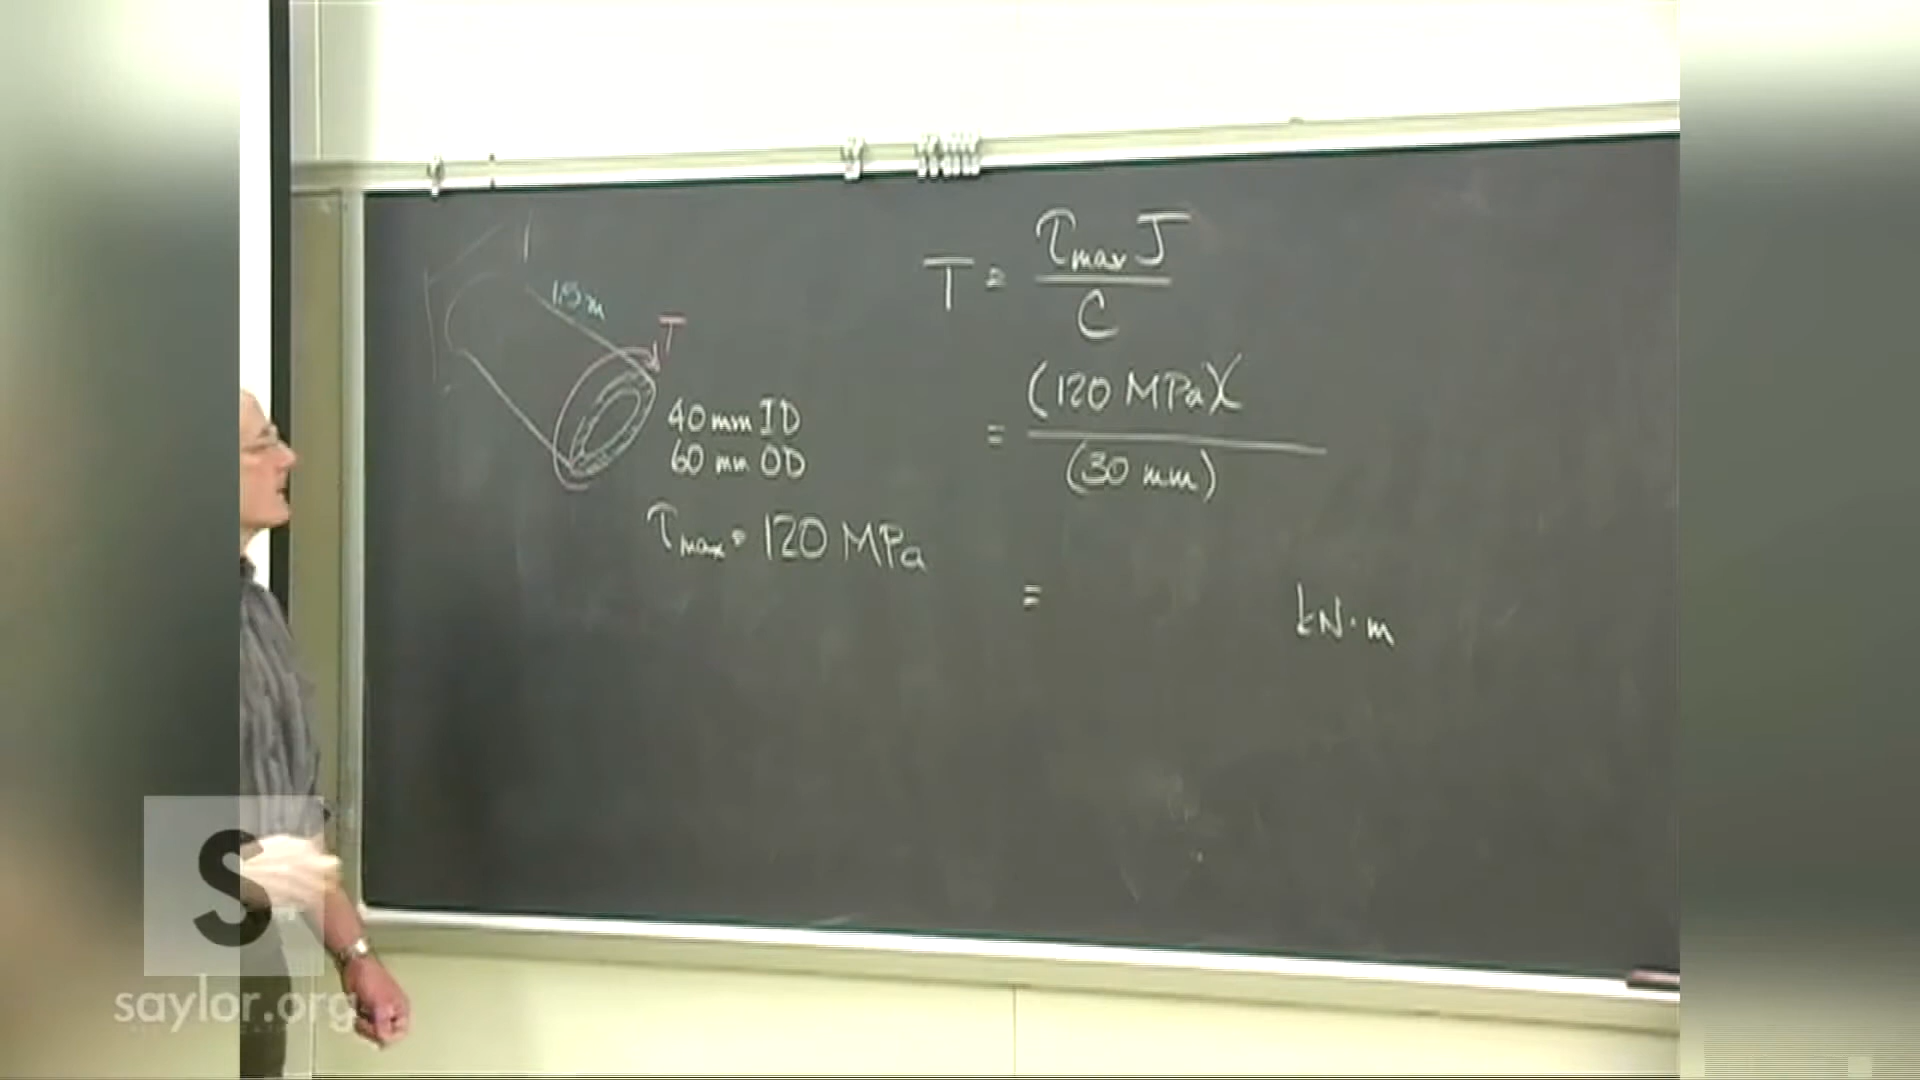 1.5 m
T
40 mm ID
60 mm OD
τmax = 120 MPa
T = τmax J
C
= (120 MPa)(
(30 mm)
= kN·m
S
saylor.org